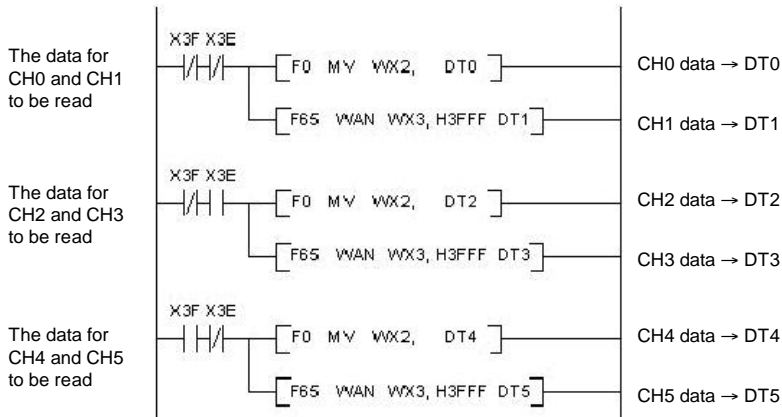 X3F X3E
The data for
CH0 and CH1
to be read
F0 MV WX2, DT0
CH0 data → DT0
F65 WAN WX3, H3FFF DT1
CH1 data → DT1
X3F X3E
The data for
CH2 and CH3
to be read
F0 MV WX2, DT2
CH2 data → DT2
F65 WAN WX3, H3FFF DT3
CH3 data → DT3
X3F X3E
The data for
CH4 and CH5
to be read
F0 MV WX2, DT4
CH4 data → DT4
F65 WAN WX3, H3FFF DT5
CH5 data → DT5